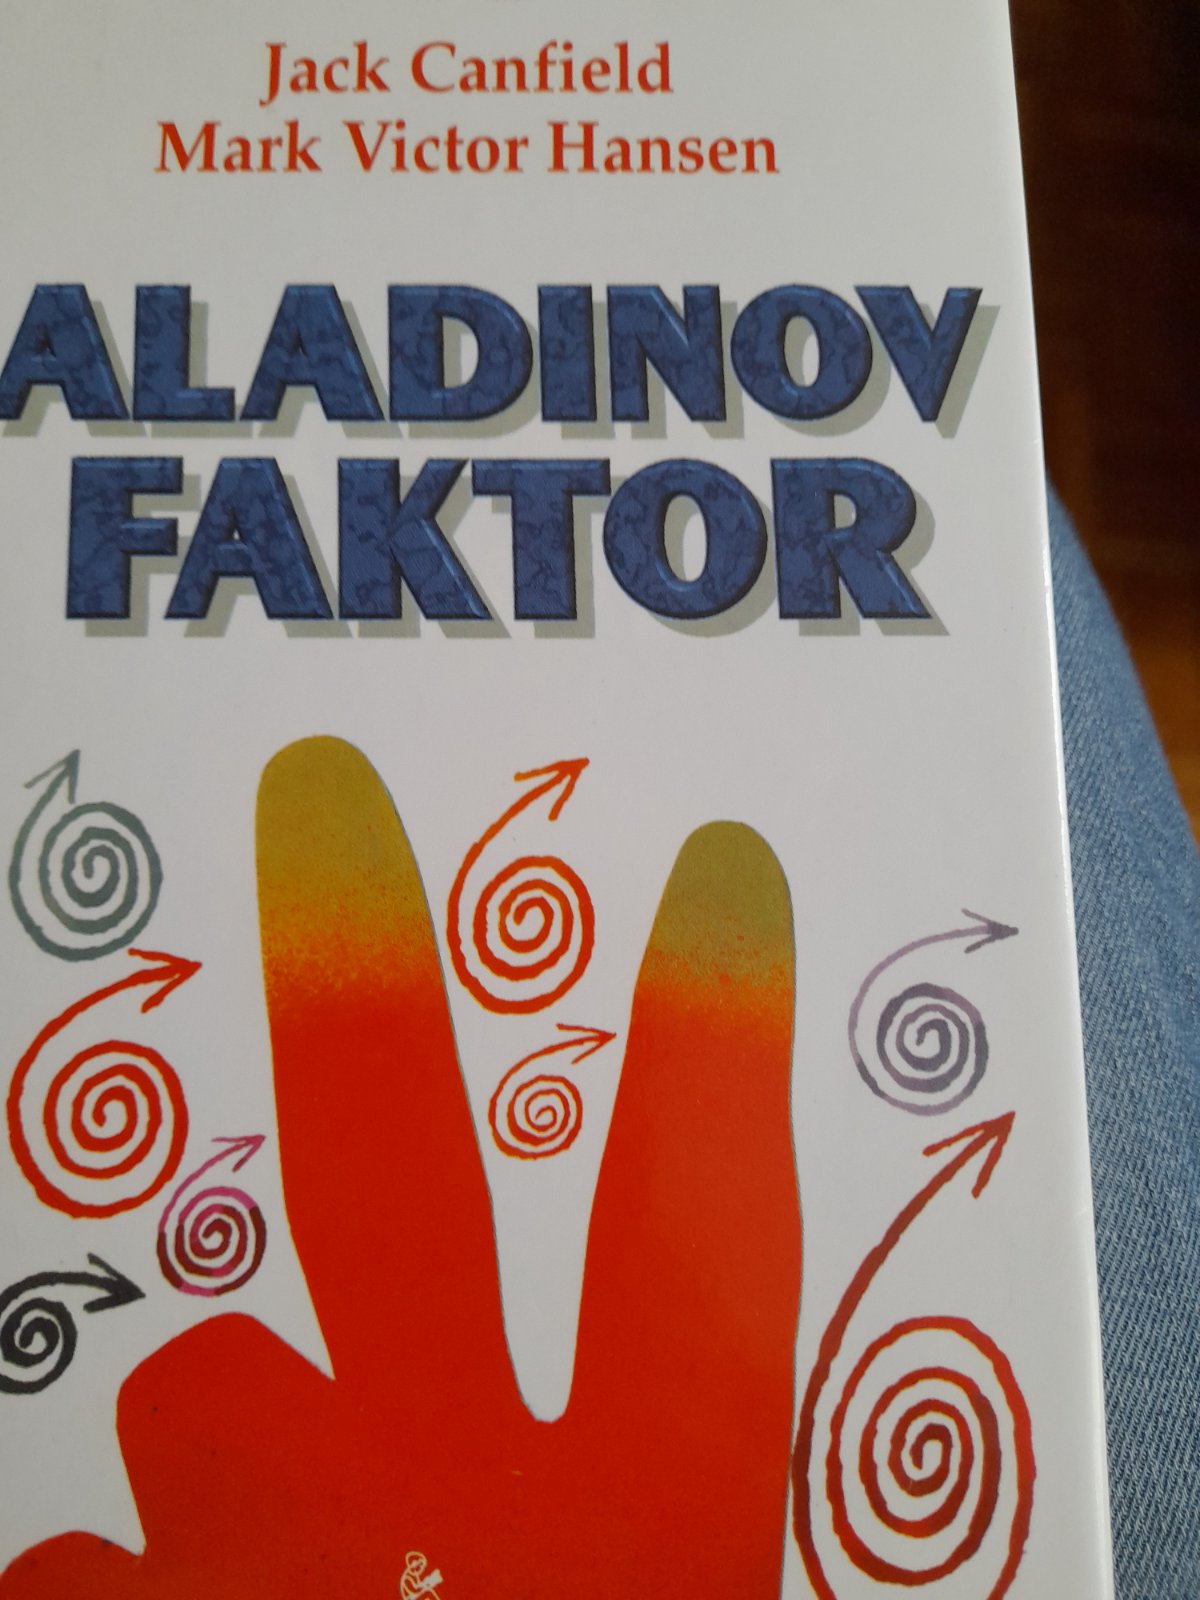 Jack Canfield
Mark Victor Hansen
ALADINOV
FAKTOR